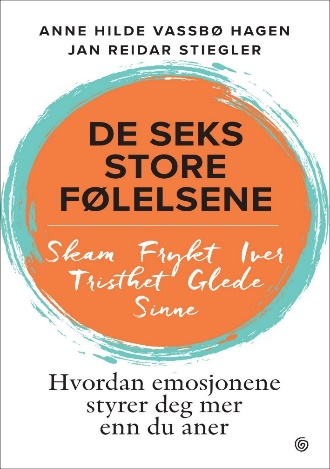 ANNE HILDE VASSBØ HAGEN
JAN REIDAR STIEGLER
DE SEKS
STORE
FØLELSENE
Skam Frykt Iver
Tristhet Glede
Sinne
Hvordan emosjonene
styrer deg mer
enn du aner